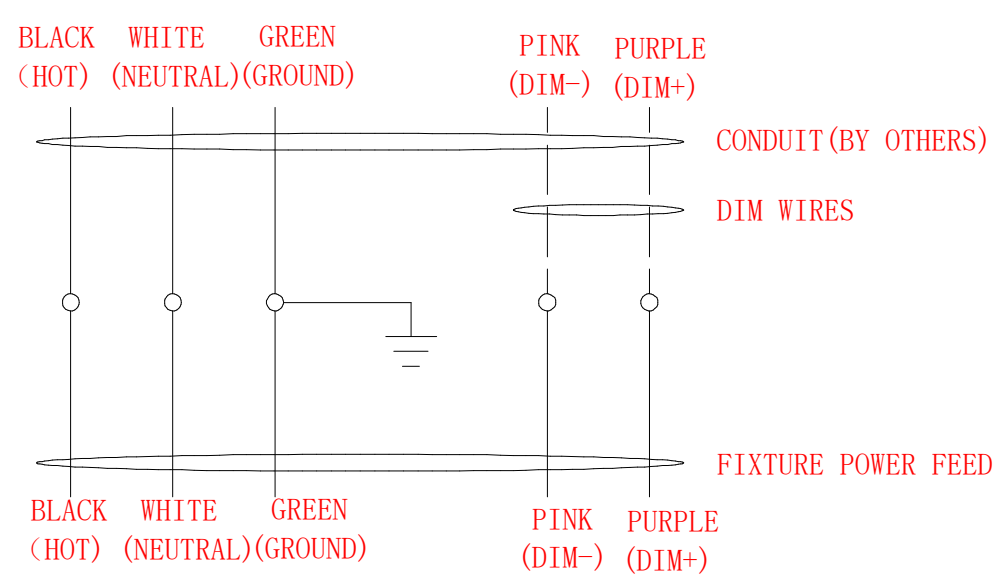 BLACK WHITE GREEN PINK PURPLE
(HOT) (NEUTRAL) (GROUND) (DIM-) (DIM+)
CONDUIT(BY OTHERS)
DIM WIRES
FIXTURE POWER FEED
BLACK WHITE GREEN PINK PURPLE
(HOT) (NEUTRAL) (GROUND) (DIM-) (DIM+)